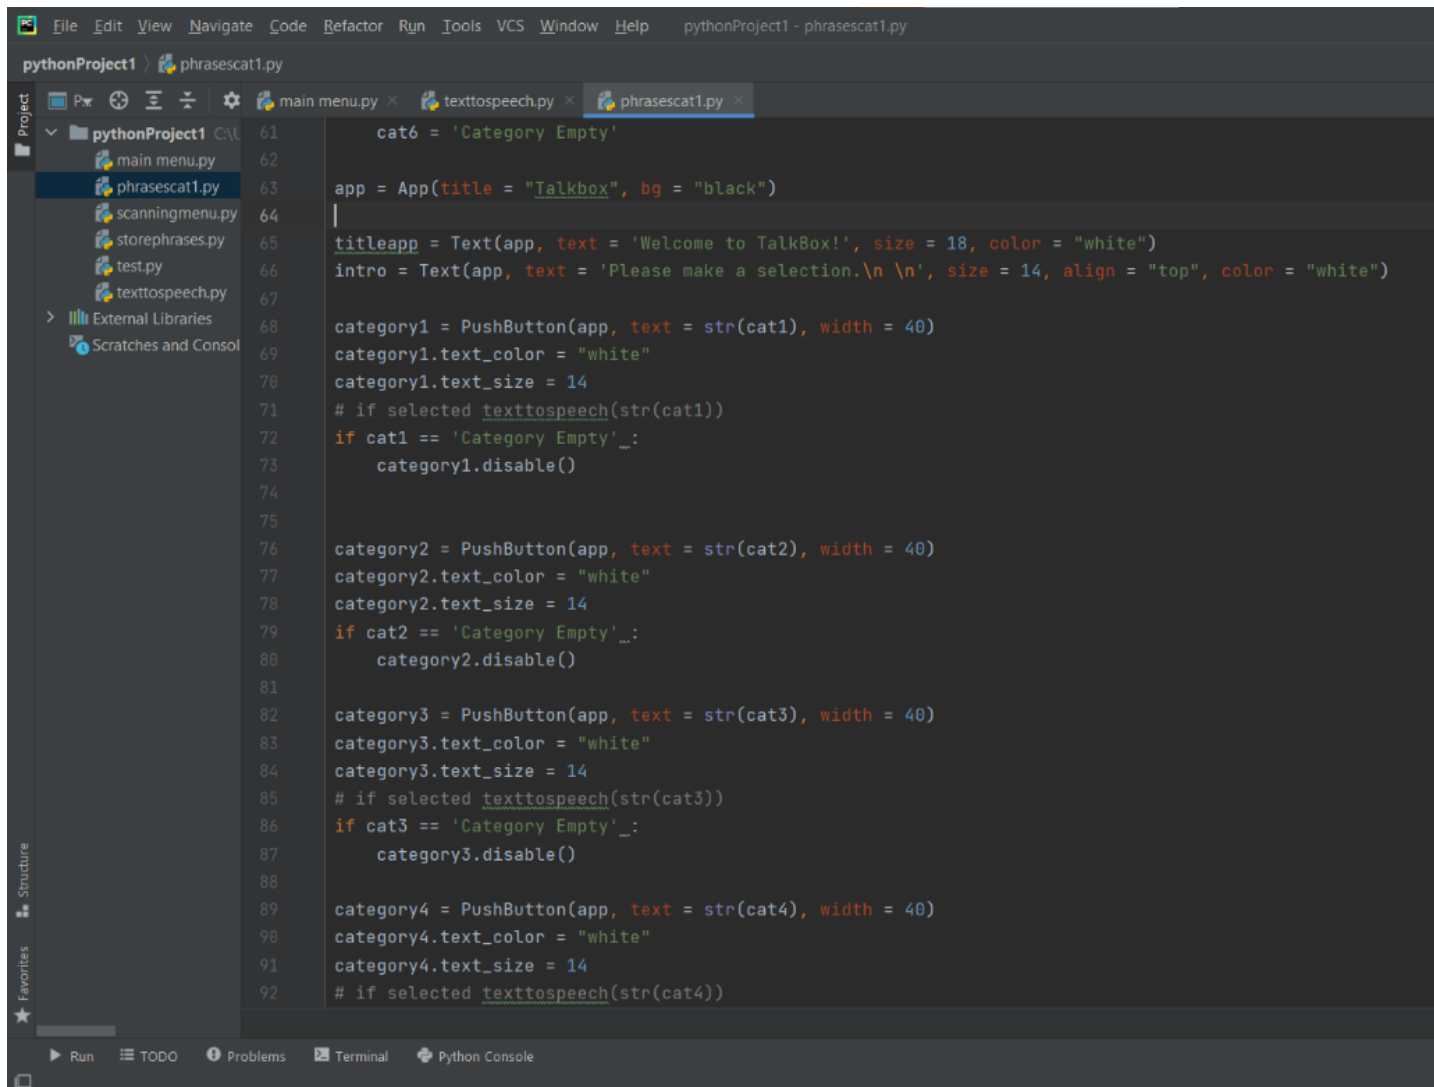 PC File Edit View Navigate Code Refactor Run Tools VCS Window Help pythonProject1 - phrasescat1.py
pythonProject1 phrasescat1.py
Project
main menu.py texttospeech.py phrasescat1.py
pythonProject1 C:\U
main menu.py
phrasescat1.py
scanningmenu.py
storephrases.py
test.py
texttospeech.py
External Libraries
Scratches and Consol
61 cat6 = 'Category Empty'
62
63 app = App(title = "Talkbox", bg = "black")
64
65 titleapp = Text(app, text = 'Welcome to TalkBox!', size = 18, color = "white")
66 intro = Text(app, text = 'Please make a selection.\n \n', size = 14, align = "top", color = "white")
67
68 category1 = PushButton(app, text = str(cat1), width = 40)
69 category1.text_color = "white"
70 category1.text_size = 14
71 # if selected texttospeech(str(cat1))
72 if cat1 == 'Category Empty' :
73 category1.disable()
74
75
76 category2 = PushButton(app, text = str(cat2), width = 40)
77 category2.text_color = "white"
78 category2.text_size = 14
79 if cat2 == 'Category Empty' :
80 category2.disable()
81
82 category3 = PushButton(app, text = str(cat3), width = 40)
83 category3.text_color = "white"
84 category3.text_size = 14
85 # if selected texttospeech(str(cat3))
86 if cat3 == 'Category Empty' :
87 category3.disable()
88
89 category4 = PushButton(app, text = str(cat4), width = 40)
90 category4.text_color = "white"
91 category4.text_size = 14
92 # if selected texttospeech(str(cat4))
Structure
Favorites
Run TODO Problems Terminal Python Console